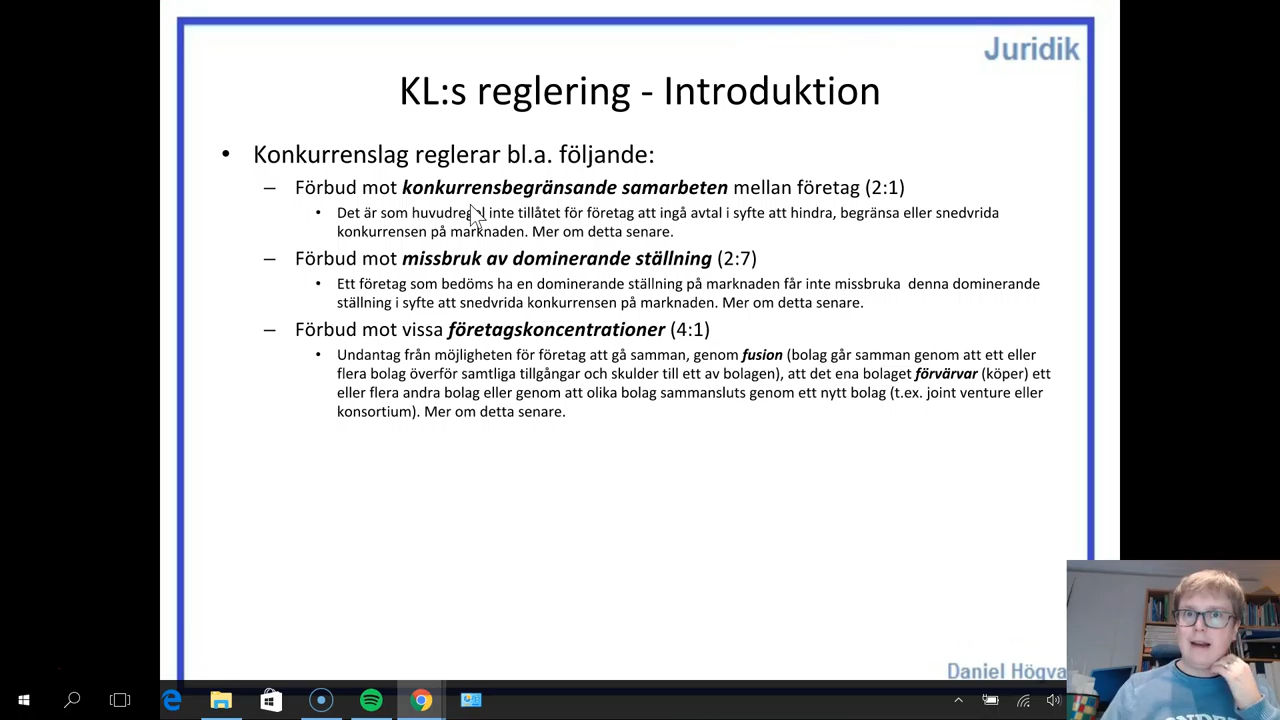 Juridik
KL:s reglering - Introduktion
• Konkurrenslag reglerar bl.a. följande:
– Förbud mot konkurrensbegränsande samarbeten mellan företag (2:1)
• Det är som huvudregel inte tillåtet för företag att ingå avtal i syfte att hindra, begränsa eller snedvrida
konkurrensen på marknaden. Mer om detta senare.
– Förbud mot missbruk av dominerande ställning (2:7)
• Ett företag som bedöms ha en dominerande ställning på marknaden får inte missbruka denna dominerande
ställning i syfte att snedvrida konkurrensen på marknaden. Mer om detta senare.
– Förbud mot vissa företagskoncentrationer (4:1)
• Undantag från möjligheten för företag att gå samman, genom fusion (bolag går samman genom att ett eller
flera bolag överför samtliga tillgångar och skulder till ett av bolagen), att det ena bolaget förvärvar (köper) ett
eller flera andra bolag eller genom att olika bolag sammansluts genom ett nytt bolag (t.ex. joint venture eller
konsortium). Mer om detta senare.
Daniel Högva